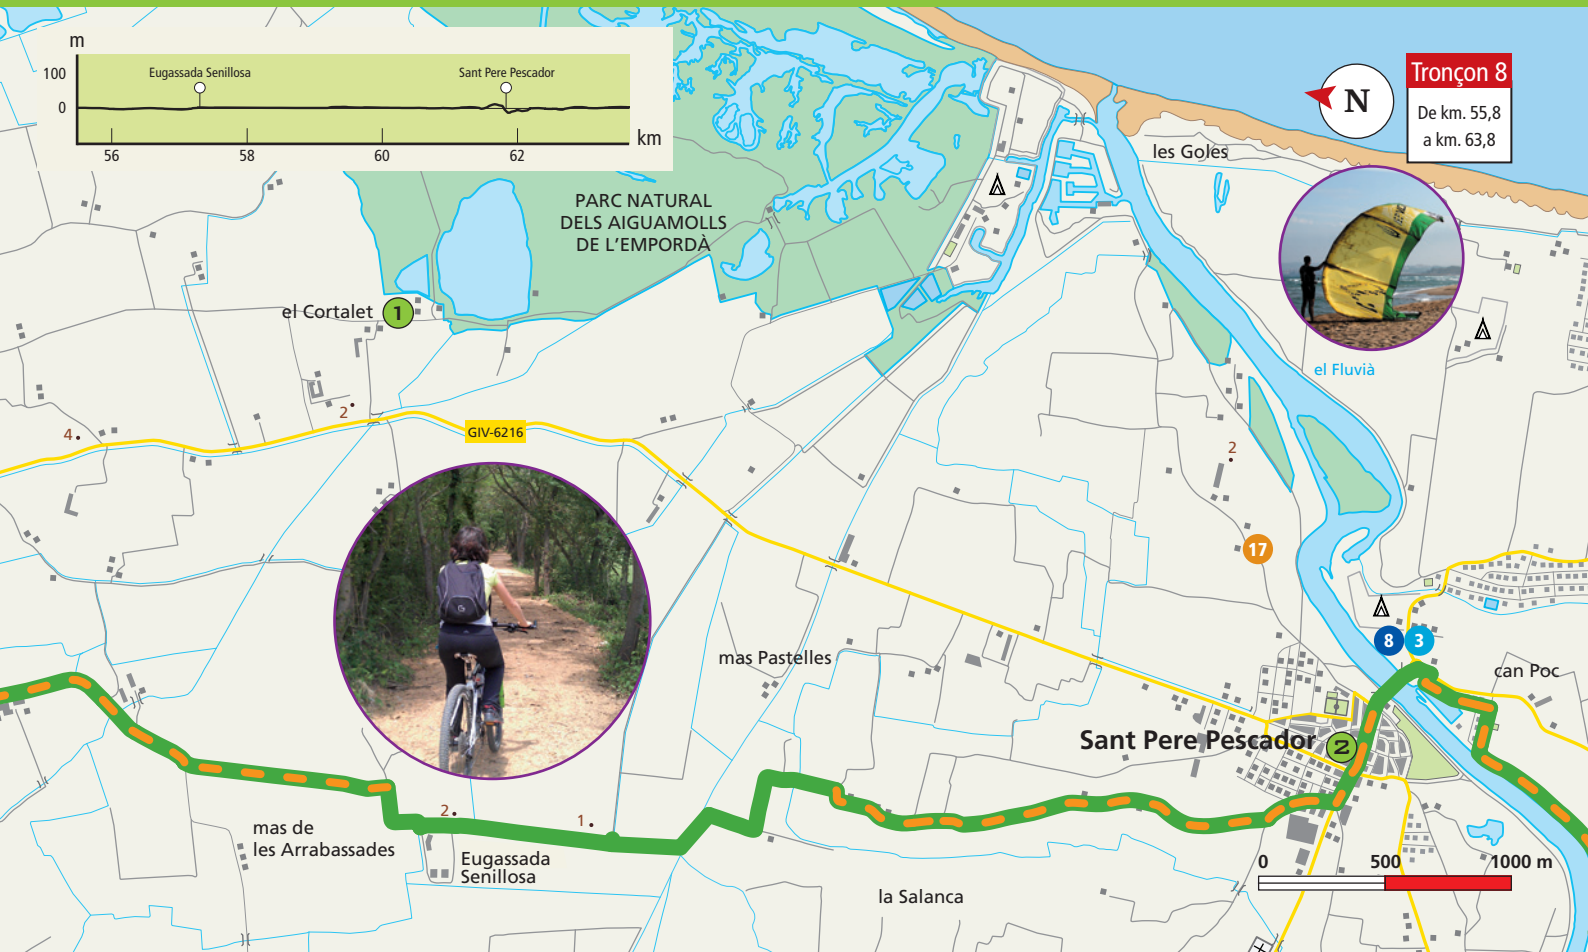 m
100
0
Eugassada Senillosa
Sant Pere Pescador
56
58
60
62
km
N
Tronçon 8
De km. 55,8
a km. 63,8
les Goles
PARC NATURAL
DELS AIGUAMOLLS
DE L'EMPORDÀ
el Cortalet
1
el Fluvià
2
4
GIV-6216
2
17
8
3
mas Pastelles
can Poc
Sant Pere Pescador
2
2
1
mas de
les Arrabassades
Eugassada
Senillosa
la Salanca
0
500
1000 m